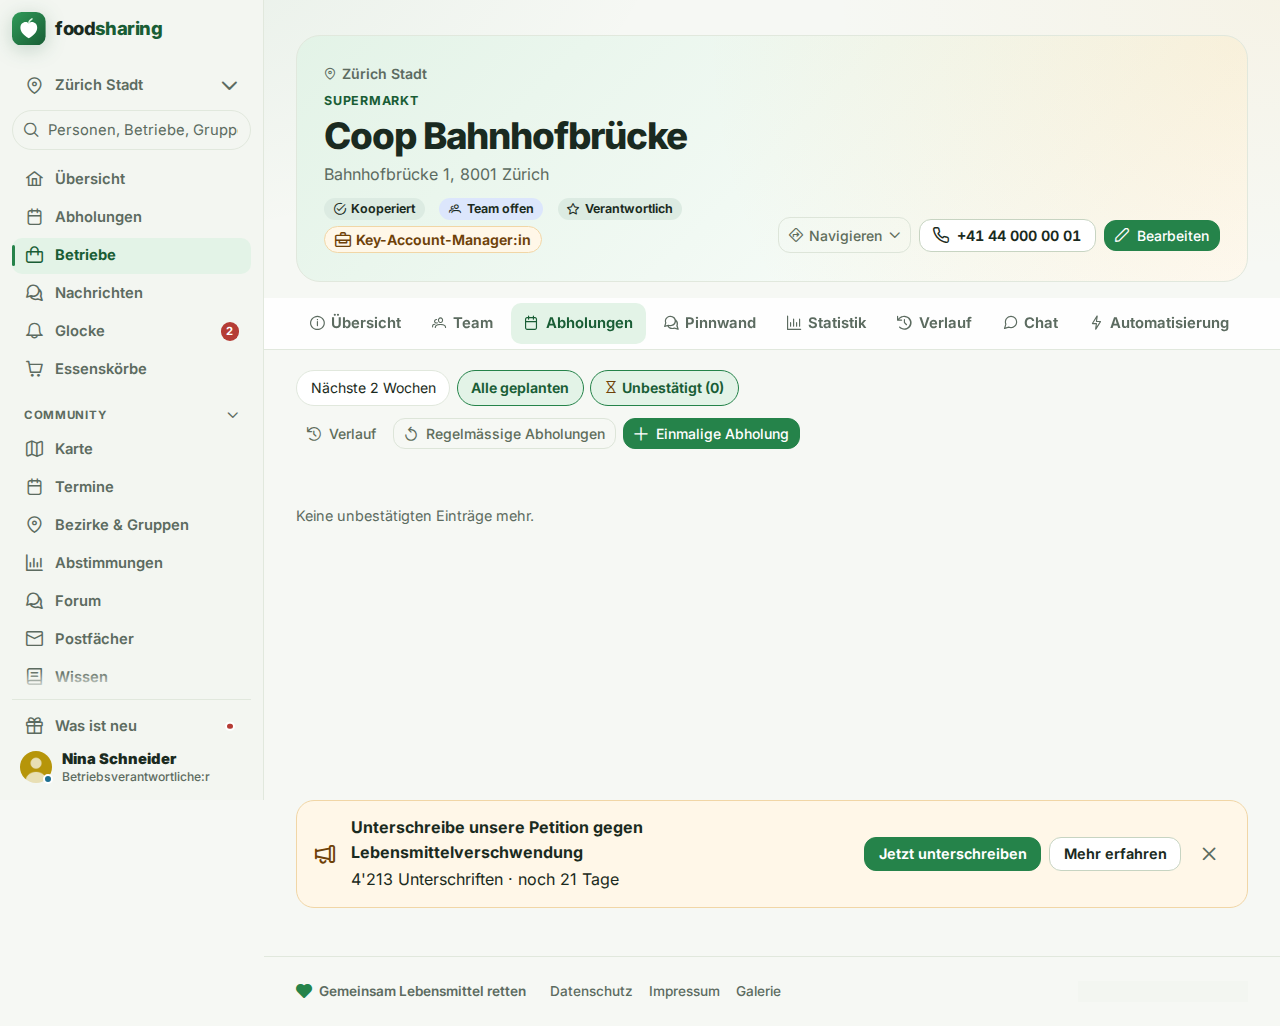 foodsharing
Zürich Stadt
Personen, Betriebe, Grupp
Übersicht
Abholungen
Betriebe
Nachrichten
Glocke
2
Essenskörbe
COMMUNITY
Karte
Termine
Bezirke & Gruppen
Abstimmungen
Forum
Postfächer
Wissen
Was ist neu
Nina Schneider
Betriebsverantwortliche:r
Zürich Stadt
SUPERMARKT
Coop Bahnhofbrücke
Bahnhofbrücke 1, 8001 Zürich
Kooperiert
Team offen
Verantwortlich
Key-Account-Manager:in
Navigieren
+41 44 000 00 01
Bearbeiten
Übersicht
Team
Abholungen
Pinnwand
Statistik
Verlauf
Chat
Automatisierung
Nächste 2 Wochen
Alle geplanten
Unbestätigt (0)
Verlauf
Regelmässige Abholungen
Einmalige Abholung
Keine unbestätigten Einträge mehr.
Unterschreibe unsere Petition gegen
Lebensmittelverschwendung
4'213 Unterschriften · noch 21 Tage
Jetzt unterschreiben
Mehr erfahren
Gemeinsam Lebensmittel retten
Datenschutz
Impressum
Galerie